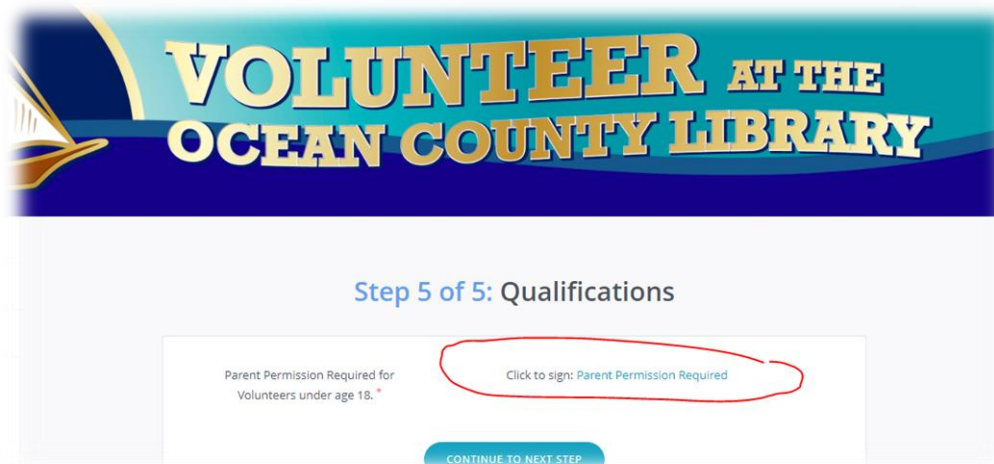 VOLUNTEER AT THE
OCEAN COUNTY LIBRARY
Step 5 of 5: Qualifications
Parent Permission Required for
Volunteers under age 18. *
Click to sign: Parent Permission Required
CONTINUE TO NEXT STEP